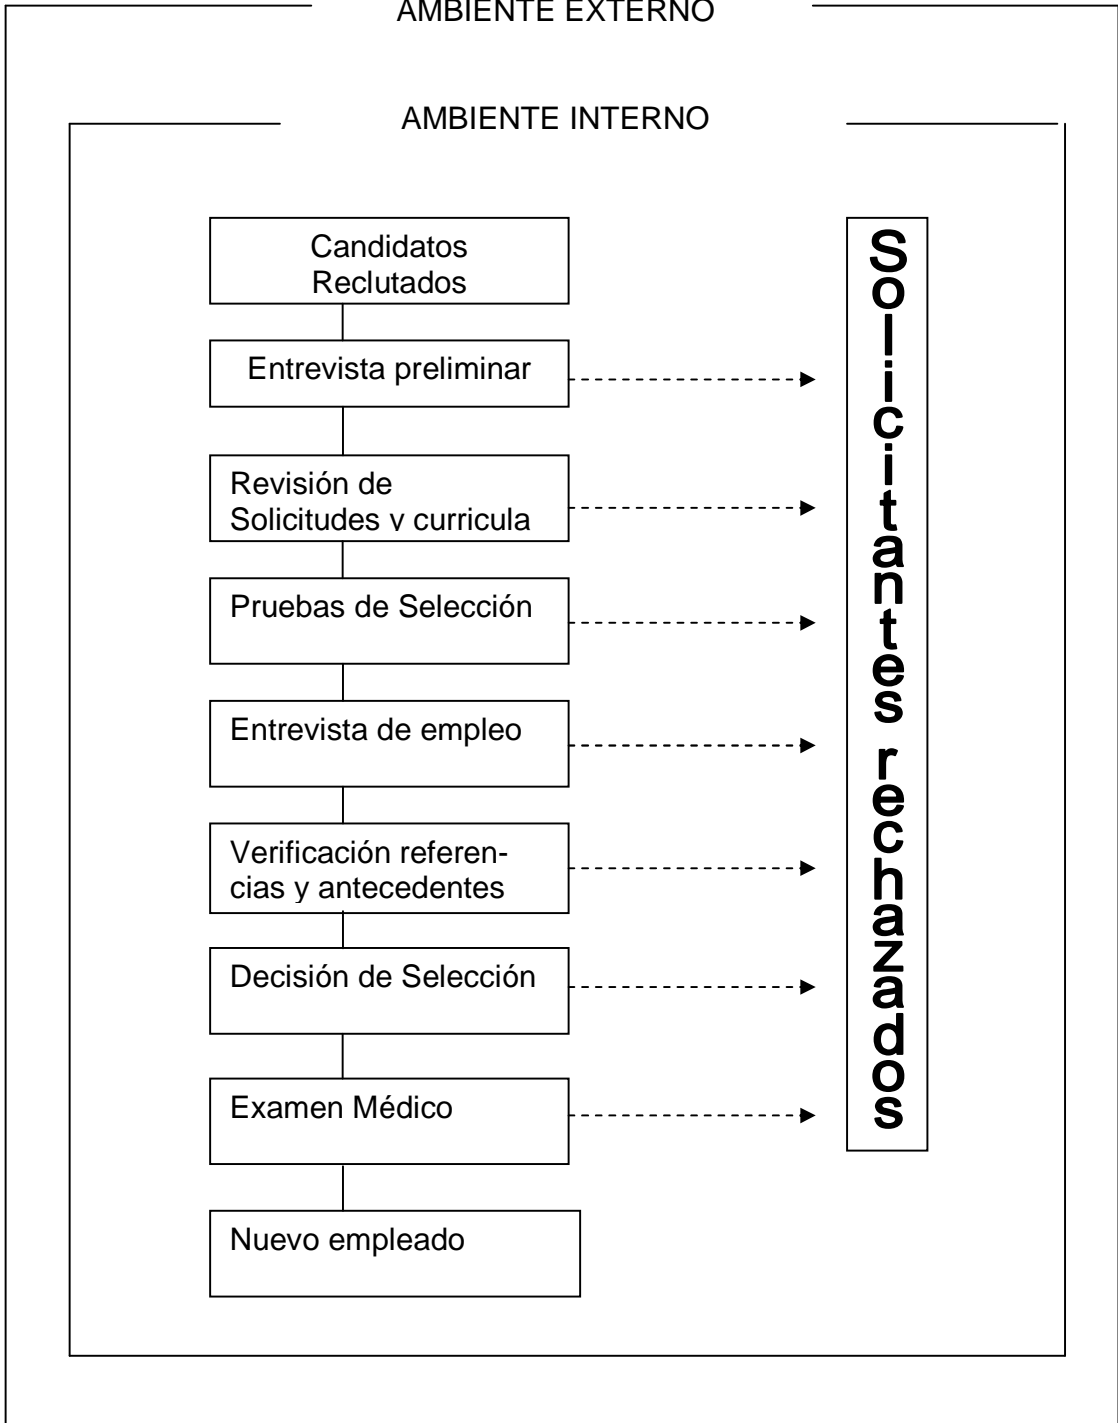 AMBIENTE EXTERNO
AMBIENTE INTERNO
Candidatos
Reclutados
Entrevista preliminar
Revisión de
Solicitudes y curricula
Pruebas de Selección
Entrevista de empleo
Verificación referen-
cias y antecedentes
Decisión de Selección
Examen Médico
Nuevo empleado
Solicitantes rechazados